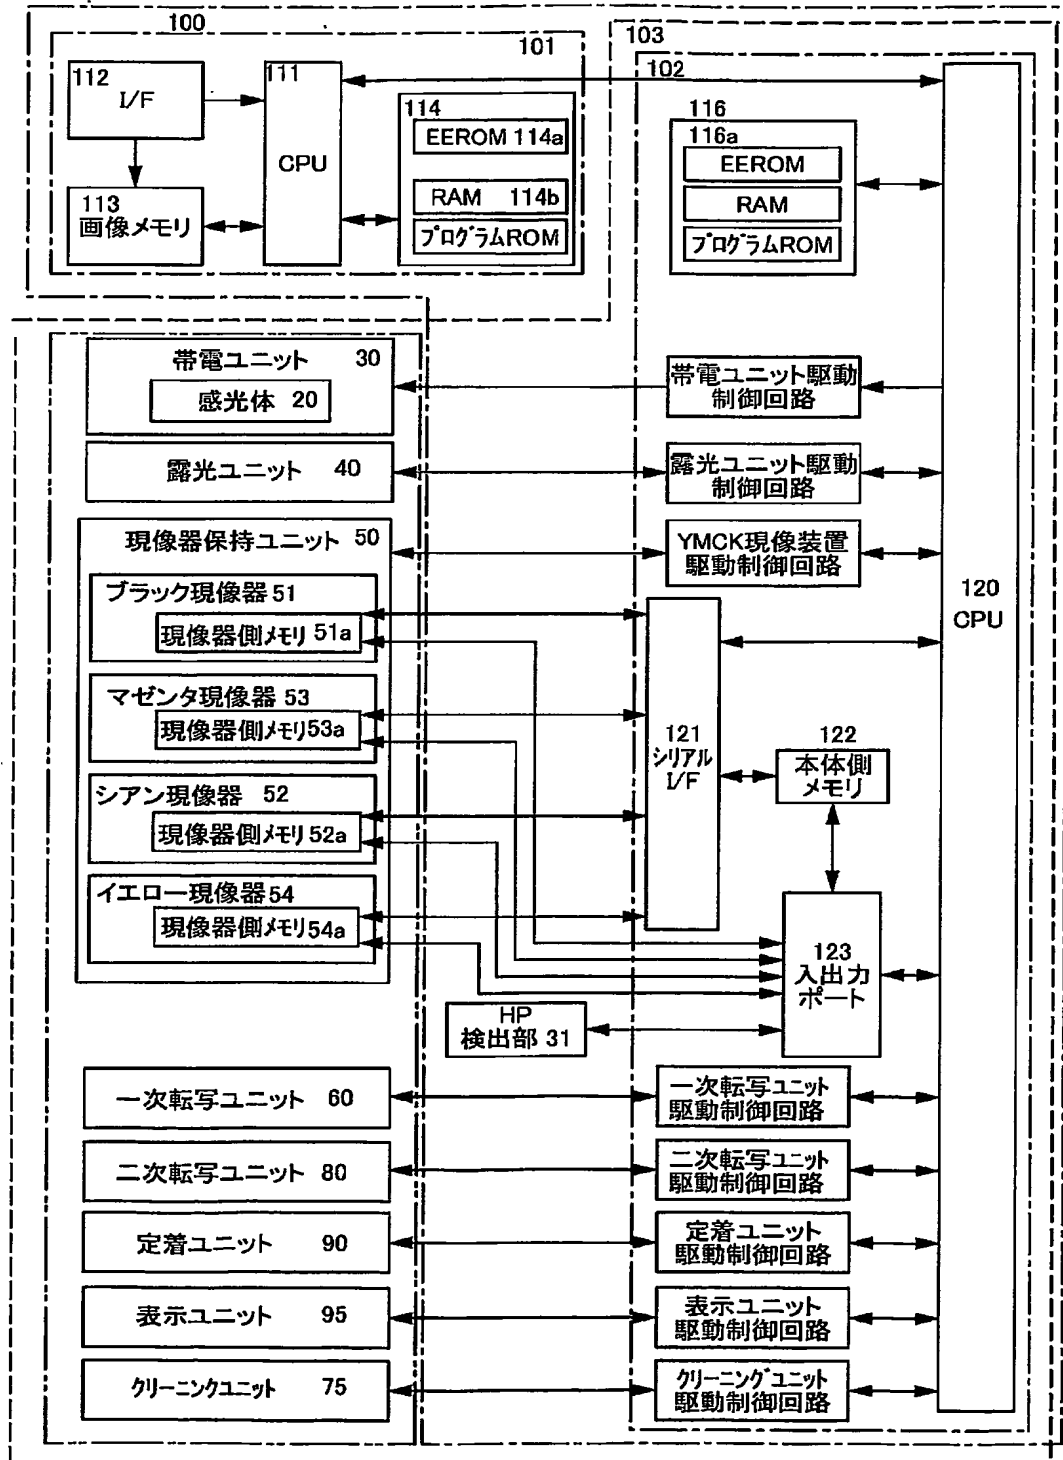 100
101
103
112
I/F
111
CPU
102
114
EEROM 114a
RAM 114b
プログラムROM
113
画像メモリ
116
116a
EEROM
RAM
プログラムROM
帯電ユニット 30
感光体 20
帯電ユニット駆動
制御回路
露光ユニット 40
露光ユニット駆動
制御回路
現像器保持ユニット 50
YMCK現像装置
駆動制御回路
ブラック現像器 51
現像器側メモリ 51a
マゼンタ現像器 53
現像器側メモリ 53a
シアン現像器 52
現像器側メモリ 52a
イエロー現像器 54
現像器側メモリ 54a
120
CPU
121
シリアル
I/F
122
本体側
メモリ
123
入出力
ポート
HP
検出部 31
一次転写ユニット 60
一次転写ユニット
駆動制御回路
二次転写ユニット 80
二次転写ユニット
駆動制御回路
定着ユニット 90
定着ユニット
駆動制御回路
表示ユニット 95
表示ユニット
駆動制御回路
クリーニンクユニット 75
クリーニングユニット
駆動制御回路